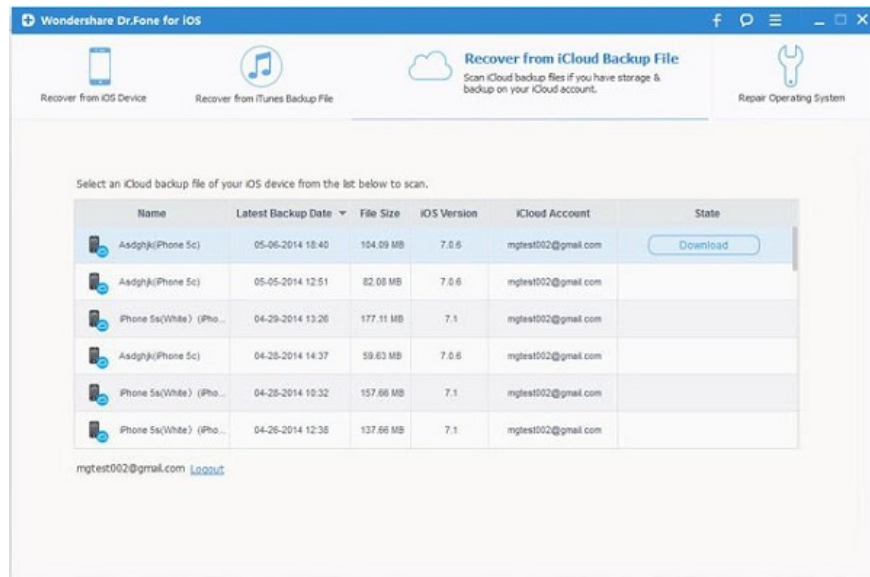 Wondershare Dr.Fone for iOS
Recover from iOS Device
Recover from iTunes Backup File
Recover from iCloud Backup File
Scan iCloud backup files if you have storage &
backup on your iCloud account.
Repair Operating System
Select an iCloud backup file of your iOS device from the list below to scan.
Name Latest Backup Date File Size iOS Version iCloud Account State
Asdghjk(iPhone 5c) 05-06-2014 18:40 104.09 MB 7.0.6 mgtest002@gmail.com Download
Asdghjk(iPhone 5c) 05-05-2014 12:51 82.08 MB 7.0.6 mgtest002@gmail.com
iPhone 5s(White) (iPho... 04-29-2014 13:26 177.11 MB 7.1 mgtest002@gmail.com
Asdghjk(iPhone 5c) 04-28-2014 14:37 59.63 MB 7.0.6 mgtest002@gmail.com
iPhone 5s(White) (iPho... 04-28-2014 10:32 157.66 MB 7.1 mgtest002@gmail.com
iPhone 5s(White) (iPho... 04-26-2014 12:38 137.66 MB 7.1 mgtest002@gmail.com
mgtest002@gmail.com Logout